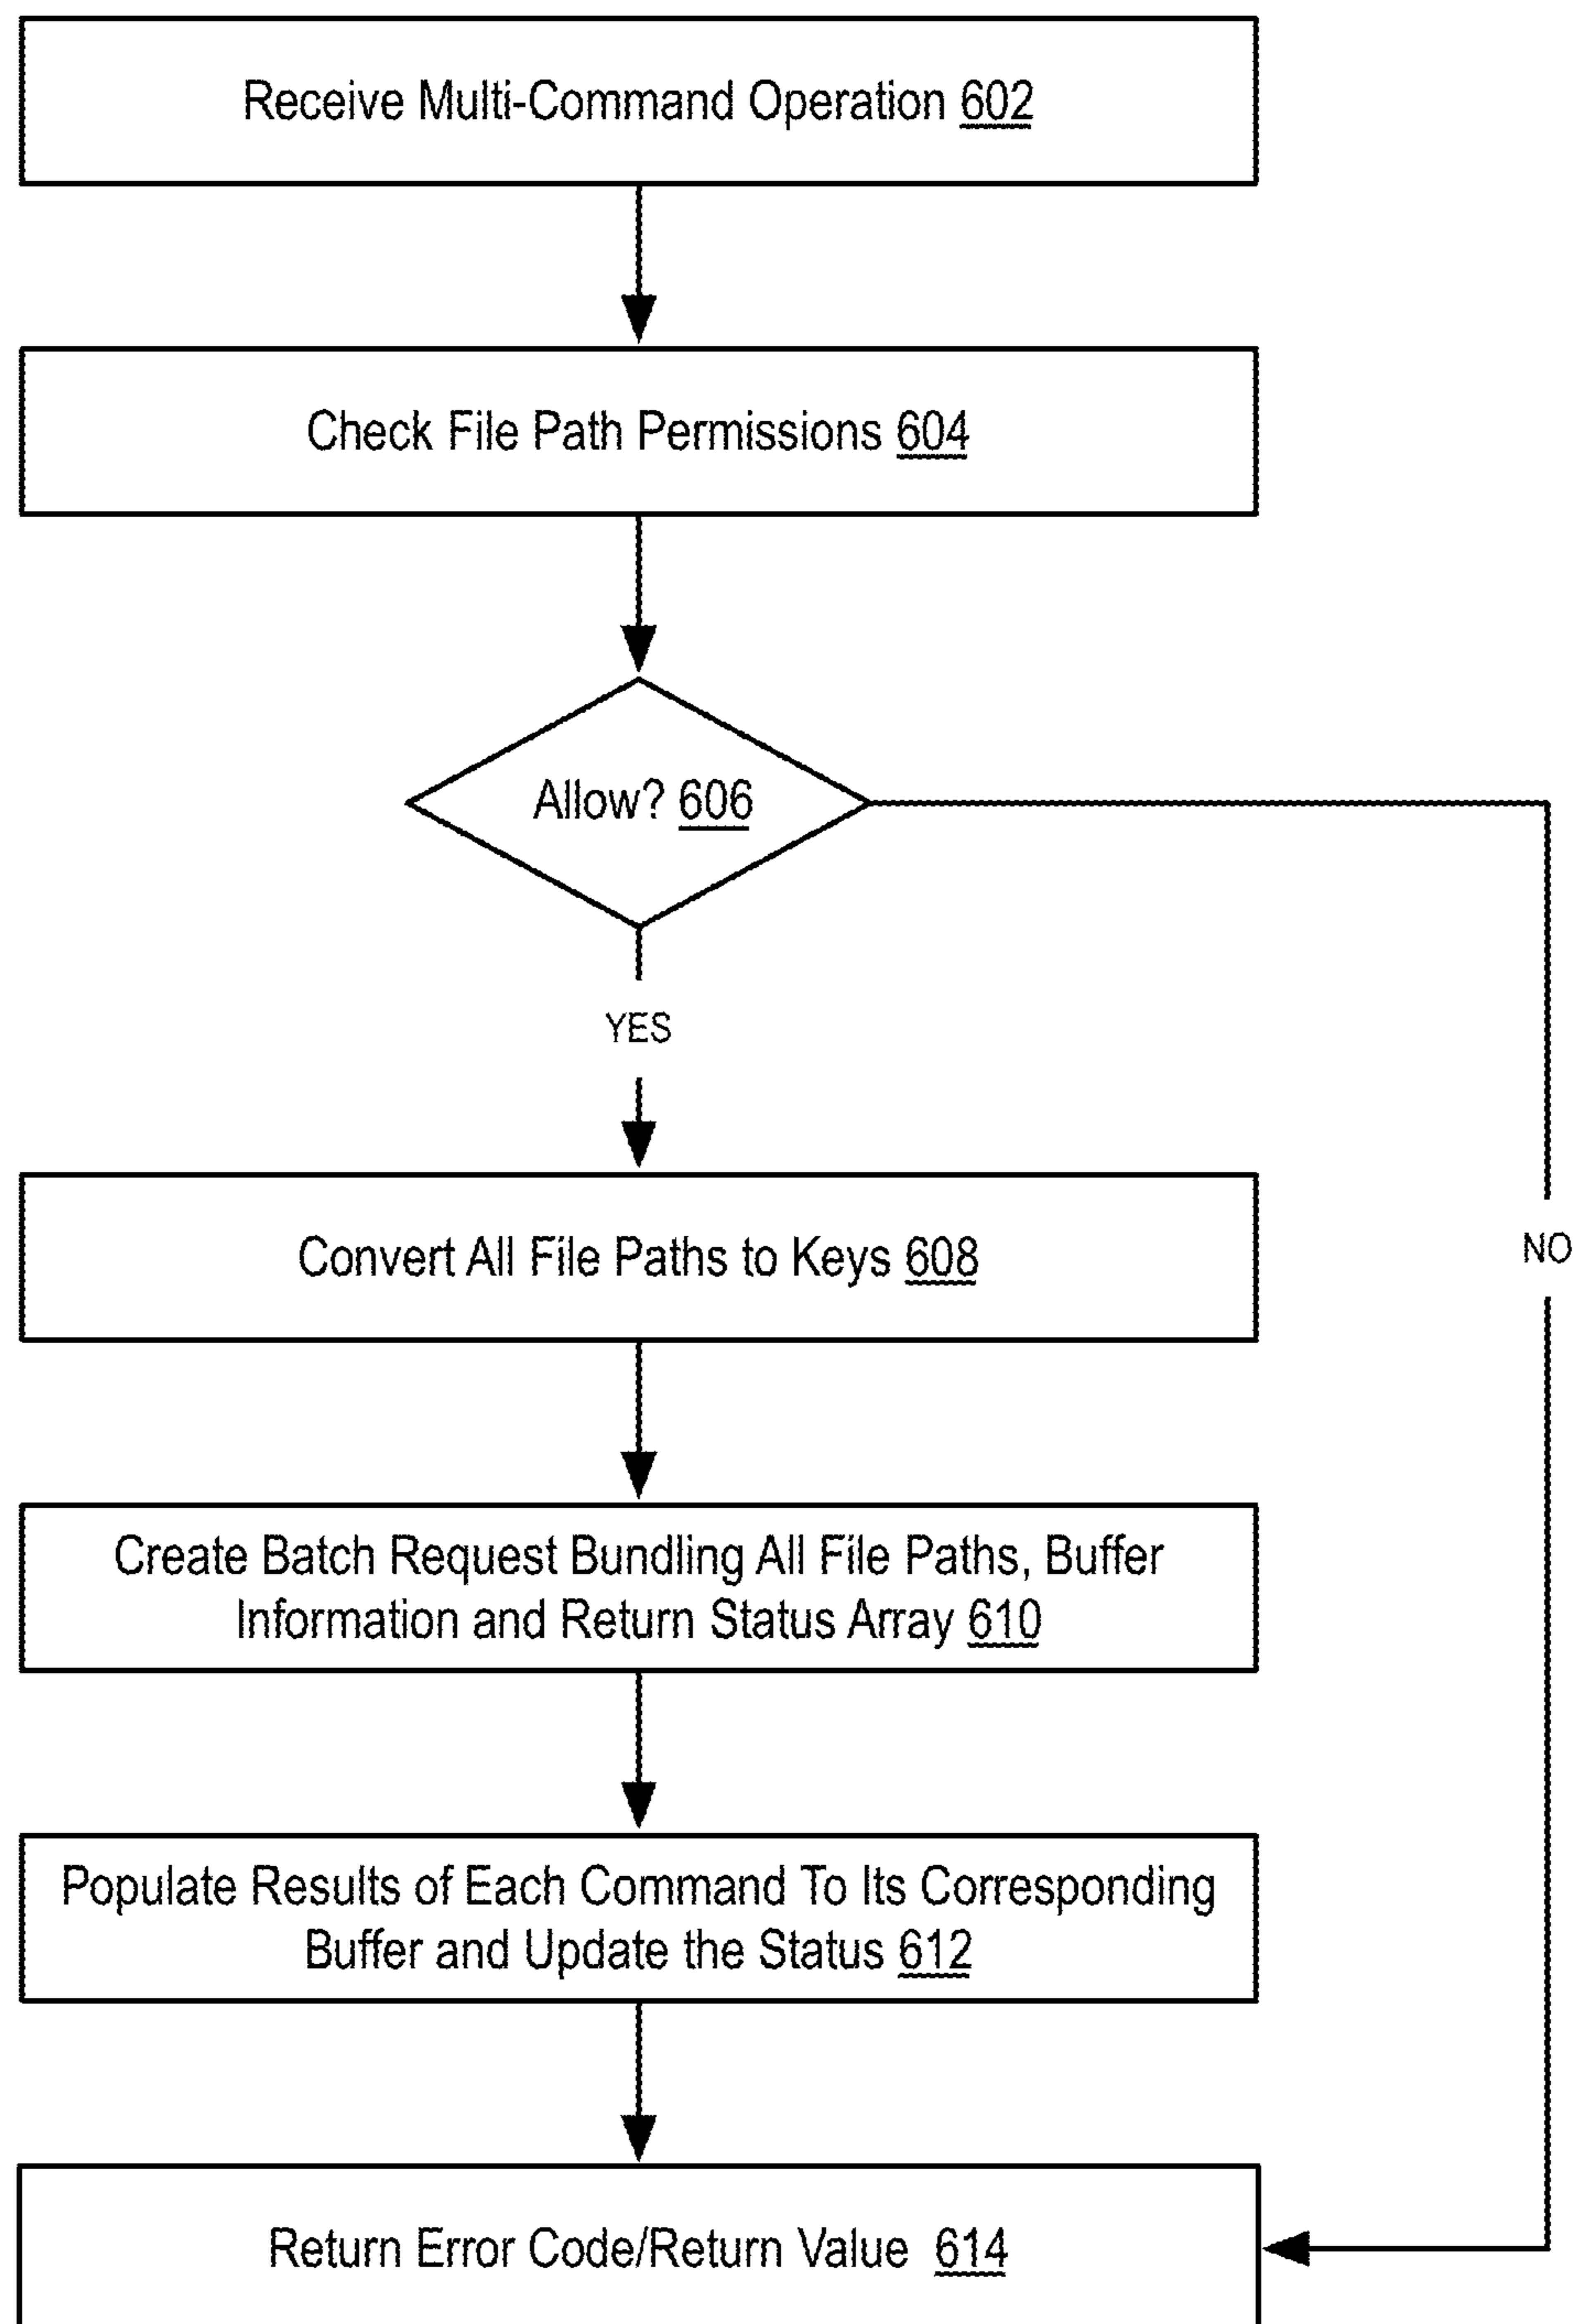 Receive Multi-Command Operation 602
Check File Path Permissions 604
Allow? 606
YES
Convert All File Paths to Keys 608
NO
Create Batch Request Bundling All File Paths, Buffer
Information and Return Status Array 610
Populate Results of Each Command To Its Corresponding
Buffer and Update the Status 612
Return Error Code/Return Value 614